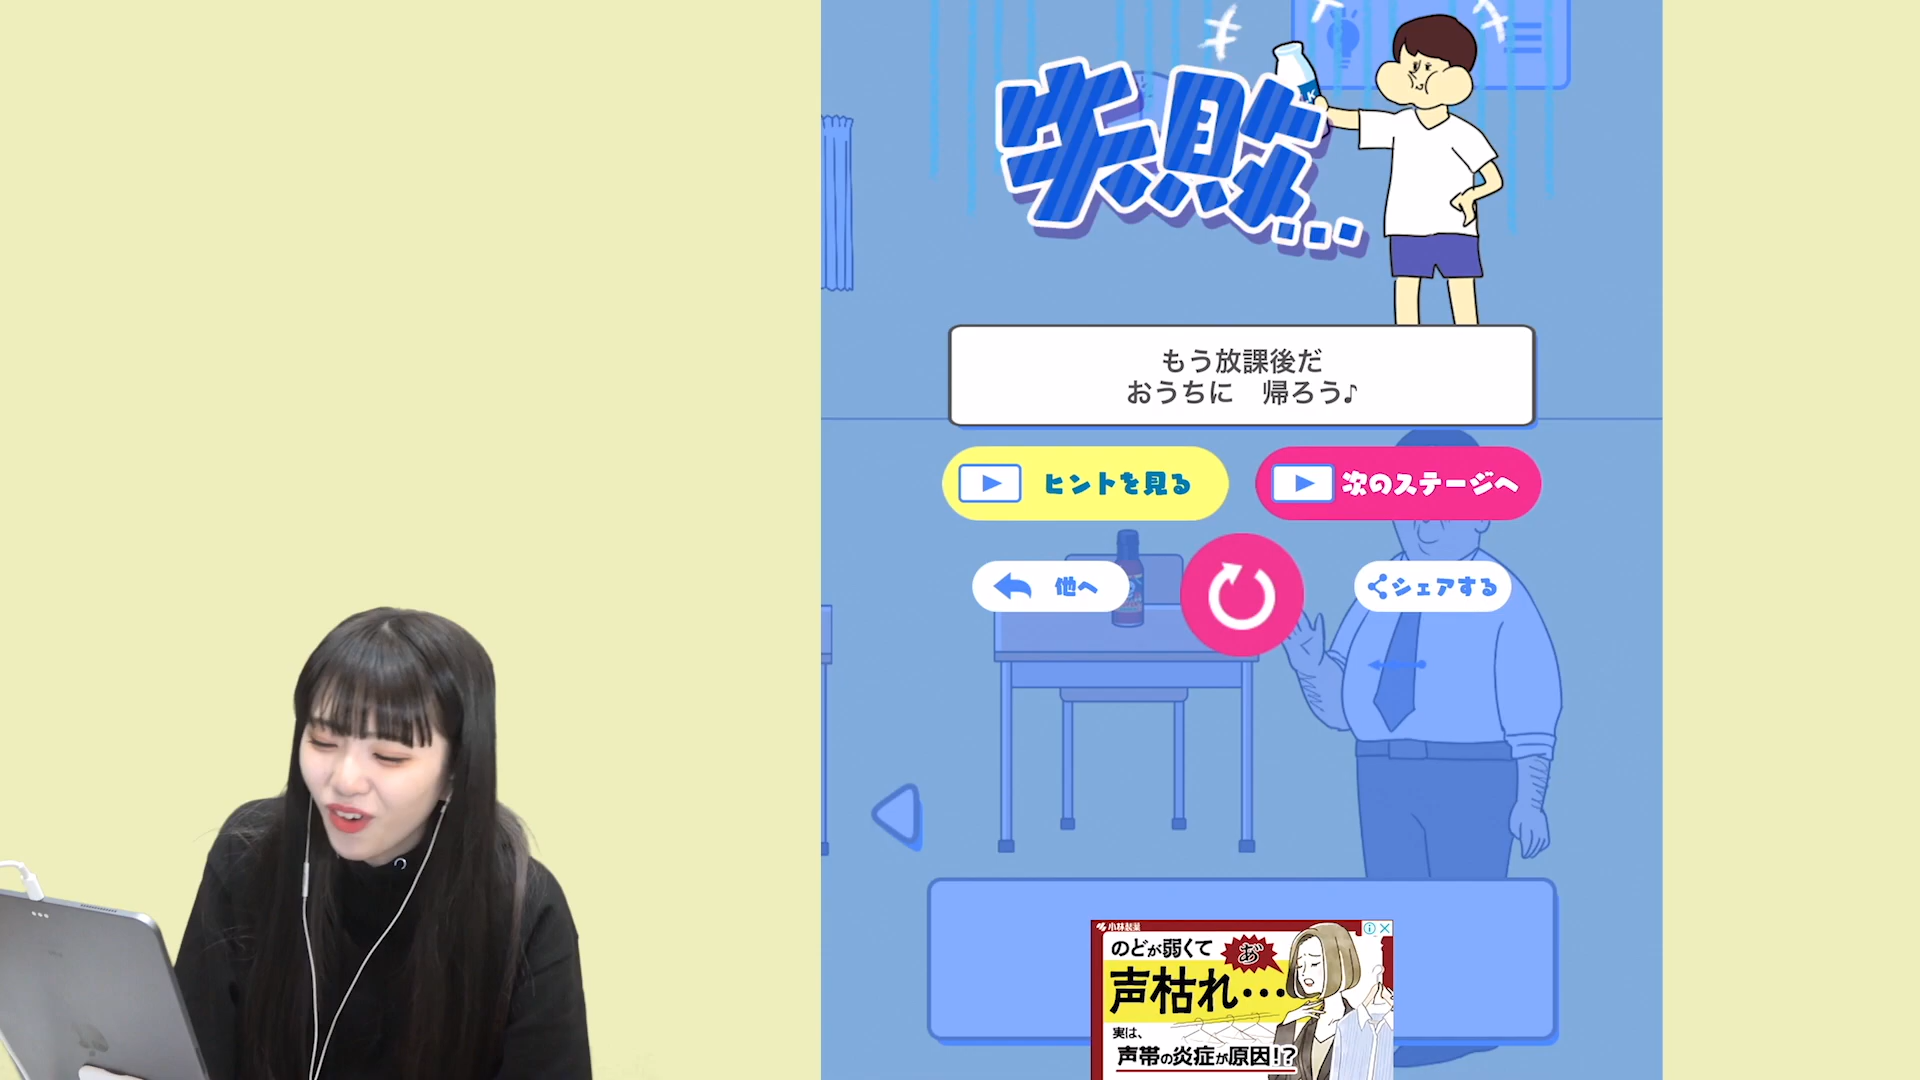 失敗...
K
もう放課後だ
おうちに 帰ろう♪
ヒントを見る
次のステージへ
他へ
シェアする
小林製薬
のどが弱くて
あ゙
声枯れ…
実は、
声帯の炎症が原因!?